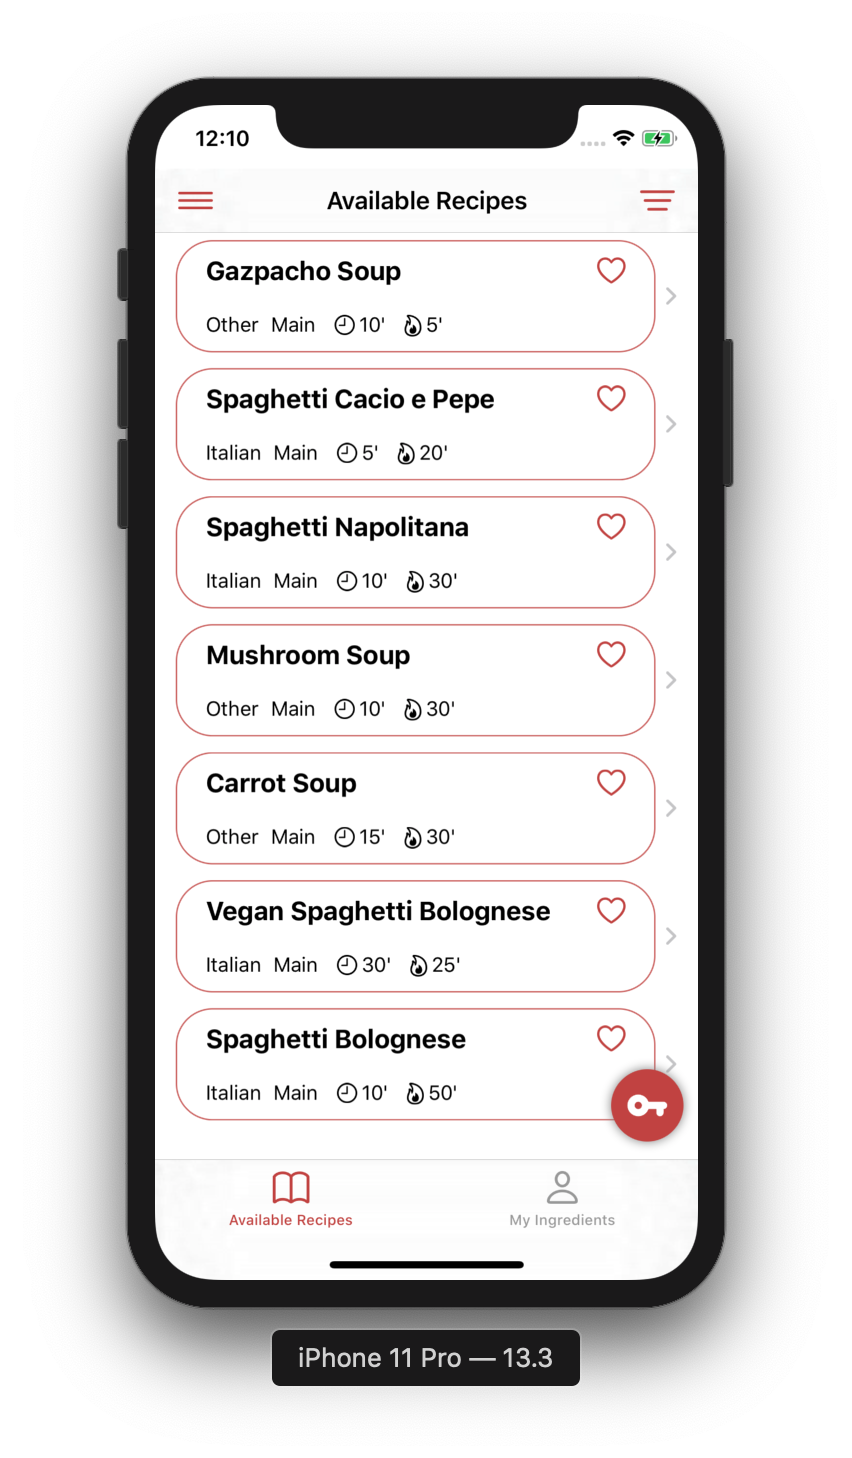 12:10
Available Recipes
Gazpacho Soup
Other Main 10' 5'
Spaghetti Cacio e Pepe
Italian Main 5' 20'
Spaghetti Napolitana
Italian Main 10' 30'
Mushroom Soup
Other Main 10' 30'
Carrot Soup
Other Main 15' 30'
Vegan Spaghetti Bolognese
Italian Main 30' 25'
Spaghetti Bolognese
Italian Main 10' 50'
Available Recipes My Ingredients
iPhone 11 Pro — 13.3